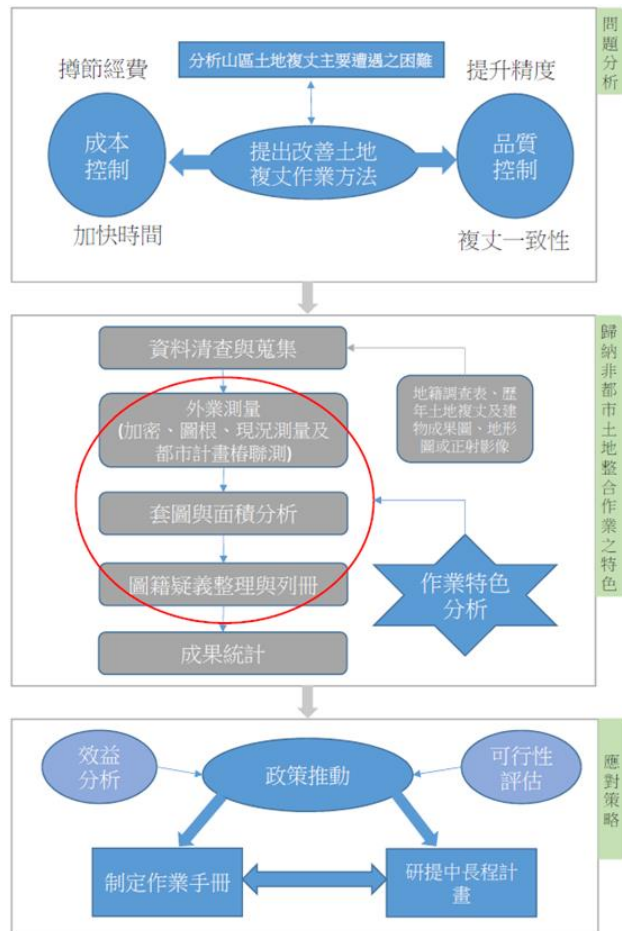 問題分析
分析山區土地複丈主要遭遇之困難
撙節經費
提升精度
成本
控制
提出改善土地
複丈作業方法
品質
控制
加快時間
複丈一致性
歸納非都市土地整合作業之特色
資料清查與蒐集
外業測量
(加密、圖根、現況測量及
都市計畫樁聯測)
地籍調查表、歷
年土地複丈及建
物成果圖、地形
圖或正射影像
套圖與面積分析
圖籍疑義整理與列冊
作業特色
分析
成果統計
應對策略
效益
分析
政策推動
可行性
評估
制定作業手冊
研提中長程計
畫